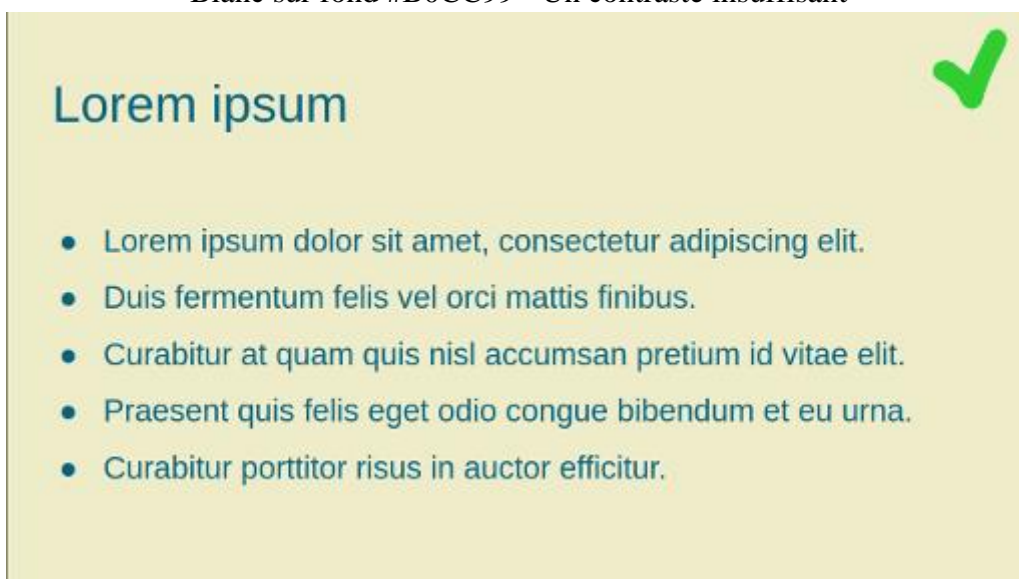 Lorem ipsum
● Lorem ipsum dolor sit amet, consectetur adipiscing elit.
● Duis fermentum felis vel orci mattis finibus.
● Curabitur at quam quis nisl accumsan pretium id vitae elit.
● Praesent quis felis eget odio congue bibendum et eu urna.
● Curabitur porttitor risus in auctor efficitur.